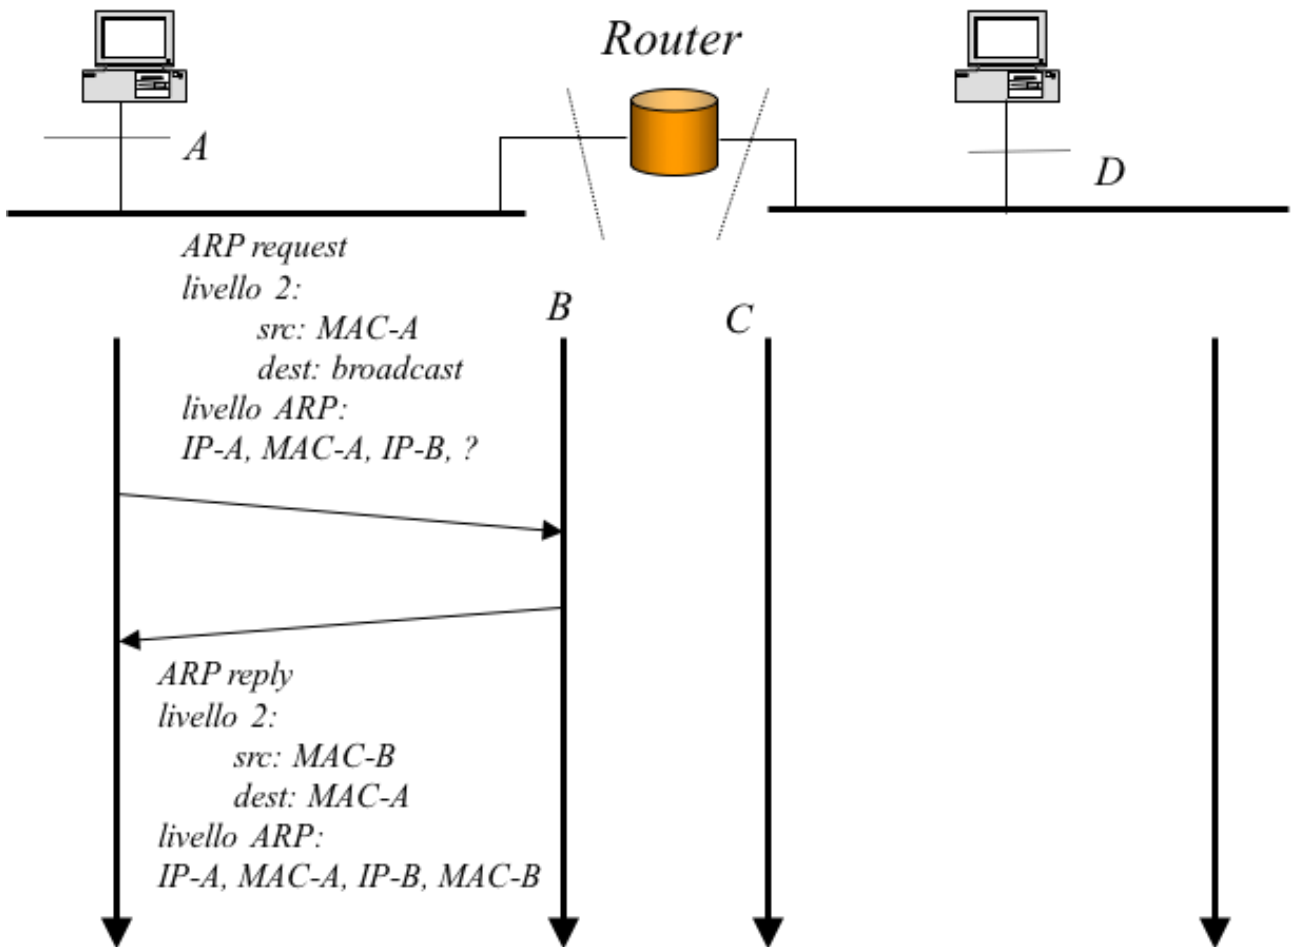 Router
A
D
ARP request
livello 2:
src: MAC-A
dest: broadcast
livello ARP:
IP-A, MAC-A, IP-B, ?
B
C
ARP reply
livello 2:
src: MAC-B
dest: MAC-A
livello ARP:
IP-A, MAC-A, IP-B, MAC-B